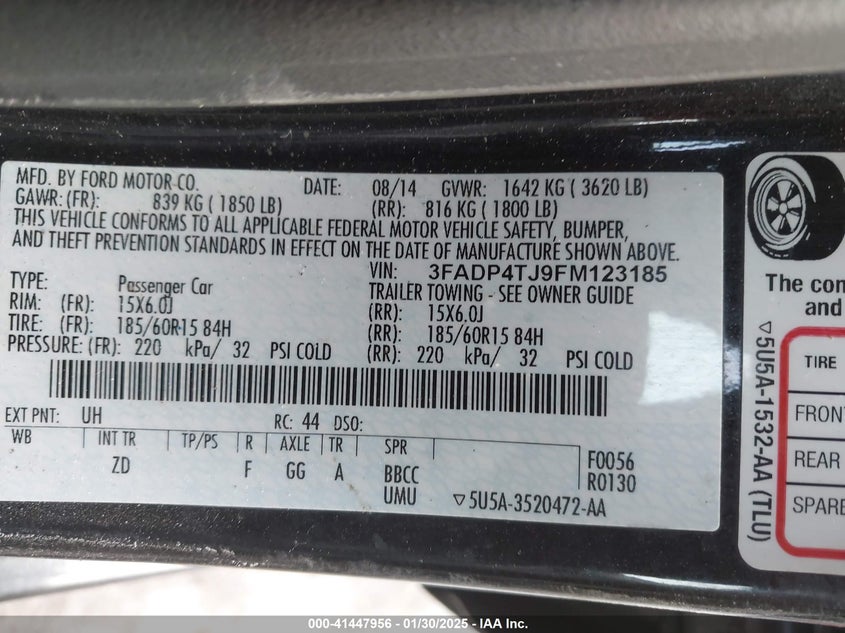 MFD. BY FORD MOTOR CO. DATE: 08/14 GVWR: 1642 KG ( 3620 LB)
GAWR: (FR): 839 KG ( 1850 LB) (RR): 816 KG ( 1800 LB)
THIS VEHICLE CONFORMS TO ALL APPLICABLE FEDERAL MOTOR VEHICLE SAFETY, BUMPER,
AND THEFT PREVENTION STANDARDS IN EFFECT ON THE DATE OF MANUFACTURE SHOWN ABOVE.
VIN: 3FADP4TJ9FM123185
TYPE: Passenger Car TRAILER TOWING - SEE OWNER GUIDE
RIM: (FR): 15X6.0J (RR): 15X6.0J
TIRE: (FR): 185/60R15 84H (RR): 185/60R15 84H
PRESSURE: (FR): 220 kPa/ 32 PSI COLD (RR): 220 kPa/ 32 PSI COLD
EXT PNT: UH RC: 44 DSO:
WB INT TR TP/PS R AXLE TR SPR
ZD F GG A BBCC F0056
UMU R0130
▽5U5A-3520472-AA
The con
and
▽5U5A-1532-AA (TLU)
TIRE
FRONT
REAR
SPARE
000-41447956 - 01/30/2025 - IAA Inc.